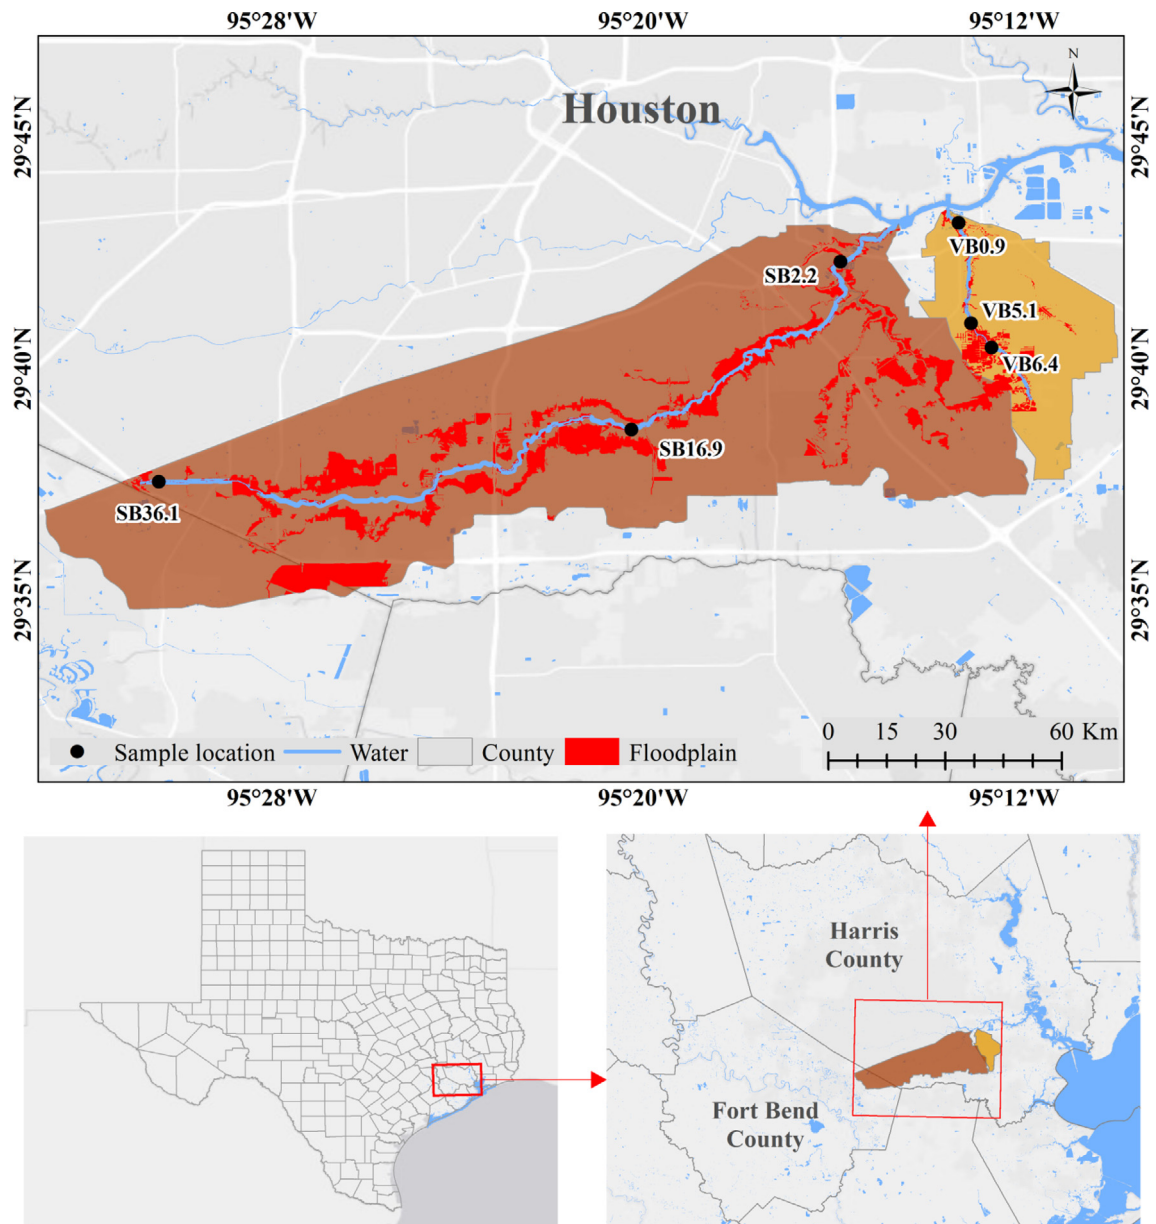 95°28'W 95°20'W 95°12'W
N
Houston
29°45'N 29°45'N
VB0.9
SB2.2
VB5.1
29°40'N 29°40'N
VB6.4
SB16.9
SB36.1
29°35'N 29°35'N
0 15 30 60 Km
Sample location Water County Floodplain
95°28'W 95°20'W 95°12'W
Harris
County
Fort Bend
County